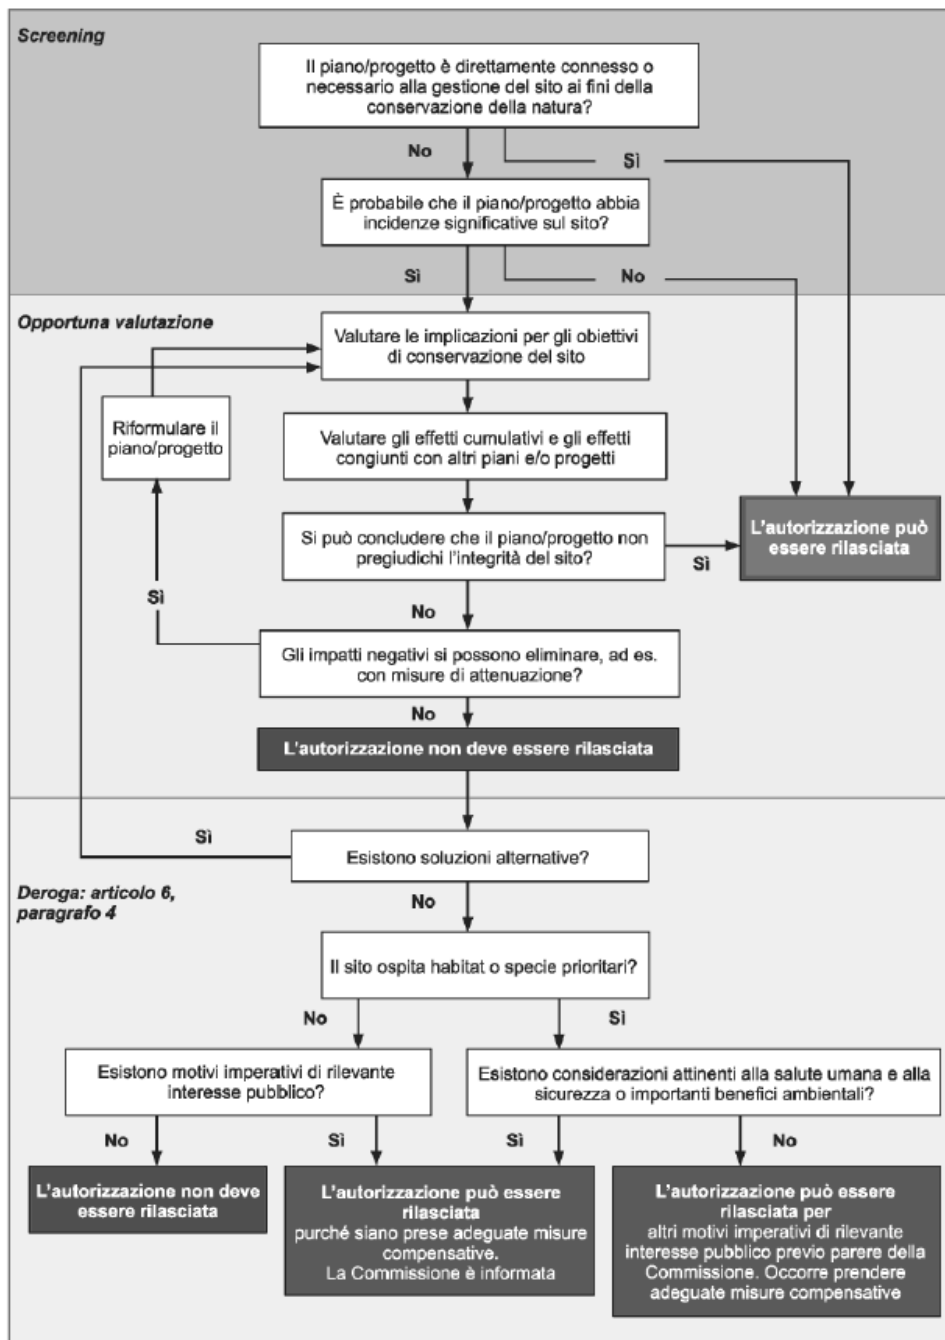 Screening
Il piano/progetto è direttamente connesso o
necessario alla gestione del sito ai fini della
conservazione della natura?
No
Sì
È probabile che il piano/progetto abbia
incidenze significative sul sito?
Sì
No
Opportuna valutazione
Valutare le implicazioni per gli obiettivi
di conservazione del sito
Riformulare il
piano/progetto
Valutare gli effetti cumulativi e gli effetti
congiunti con altri piani e/o progetti
Si può concludere che il piano/progetto non
pregiudichi l'integrità del sito?
Sì
L'autorizzazione può
essere rilasciata
Sì
No
Gli impatti negativi si possono eliminare, ad es.
con misure di attenuazione?
No
L'autorizzazione non deve essere rilasciata
Sì
Esistono soluzioni alternative?
Deroga: articolo 6,
paragrafo 4
No
Il sito ospita habitat o specie prioritari?
No
Sì
Esistono motivi imperativi di rilevante
interesse pubblico?
Esistono considerazioni attinenti alla salute umana e alla
sicurezza o importanti benefici ambientali?
No
Sì
Sì
No
L'autorizzazione non deve
essere rilasciata
L'autorizzazione può essere
rilasciata
purché siano prese adeguate misure
compensative.
La Commissione è informata
L'autorizzazione può essere
rilasciata per
altri motivi imperativi di rilevante
interesse pubblico previo parere della
Commissione. Occorre prendere
adeguate misure compensative